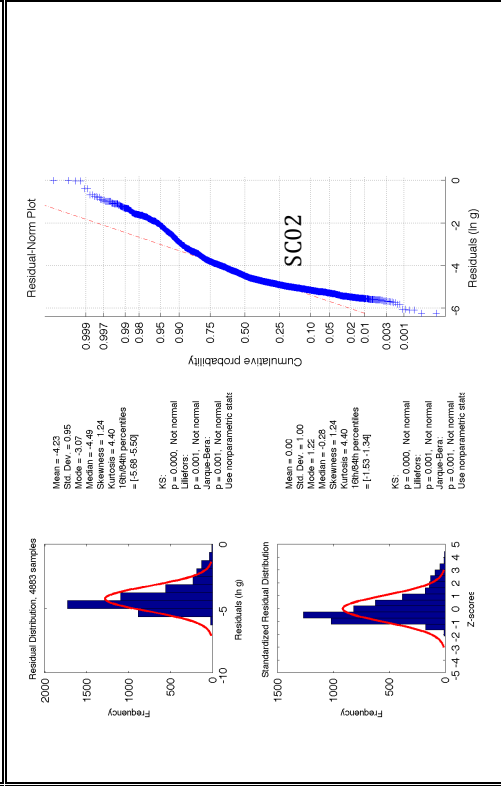 Residual Distribution, 4883 samples
Frequency
2000
1500
1000
500
0
-10
-5
0
Residuals (ln g)
Mean = -4.23
Std. Dev. = 0.95
Mode = -3.07
Median = -4.49
Skewness = 1.24
Kurtosis = 4.40
16th/84th percentiles
= [-5.68 -5.50]
KS:
p = 0.000, Not normal
Lilliefors:
p = 0.001, Not normal
Jarque-Bera:
p = 0.001, Not normal
Use nonparametric stats
Residual-Norm Plot
Cumulative probability
0.999
0.997
0.99
0.98
0.95
0.90
0.75
0.50
0.25
0.10
0.05
0.02
0.01
0.003
0.001
-6
-4
-2
0
Residuals (ln g)
SC02
Standardized Residual Distribution
Frequency
1500
1000
500
0
-5 -4 -3 -2 -1 0 1 2 3 4 5
Z-scores
Mean = 0.00
Std. Dev. = 1.00
Mode = 1.22
Median = -0.28
Skewness = 1.24
Kurtosis = 4.40
16th/84th percentiles
= [-1.53 -1.34]
KS:
p = 0.000, Not normal
Lilliefors:
p = 0.001, Not normal
Jarque-Bera:
p = 0.001, Not normal
Use nonparametric stats